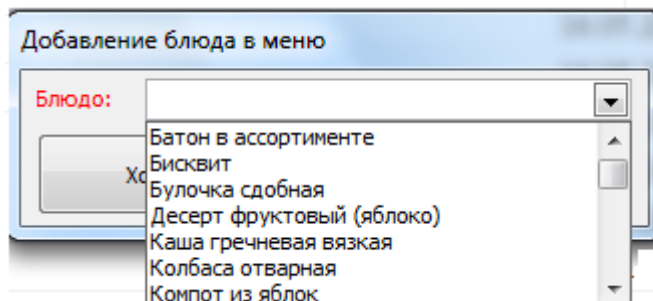 Добавление блюда в меню
Блюдо:
Батон в ассортименте
Бисквит
Булочка сдобная
Десерт фруктовый (яблоко)
Каша гречневая вязкая
Колбаса отварная
Компот из яблок